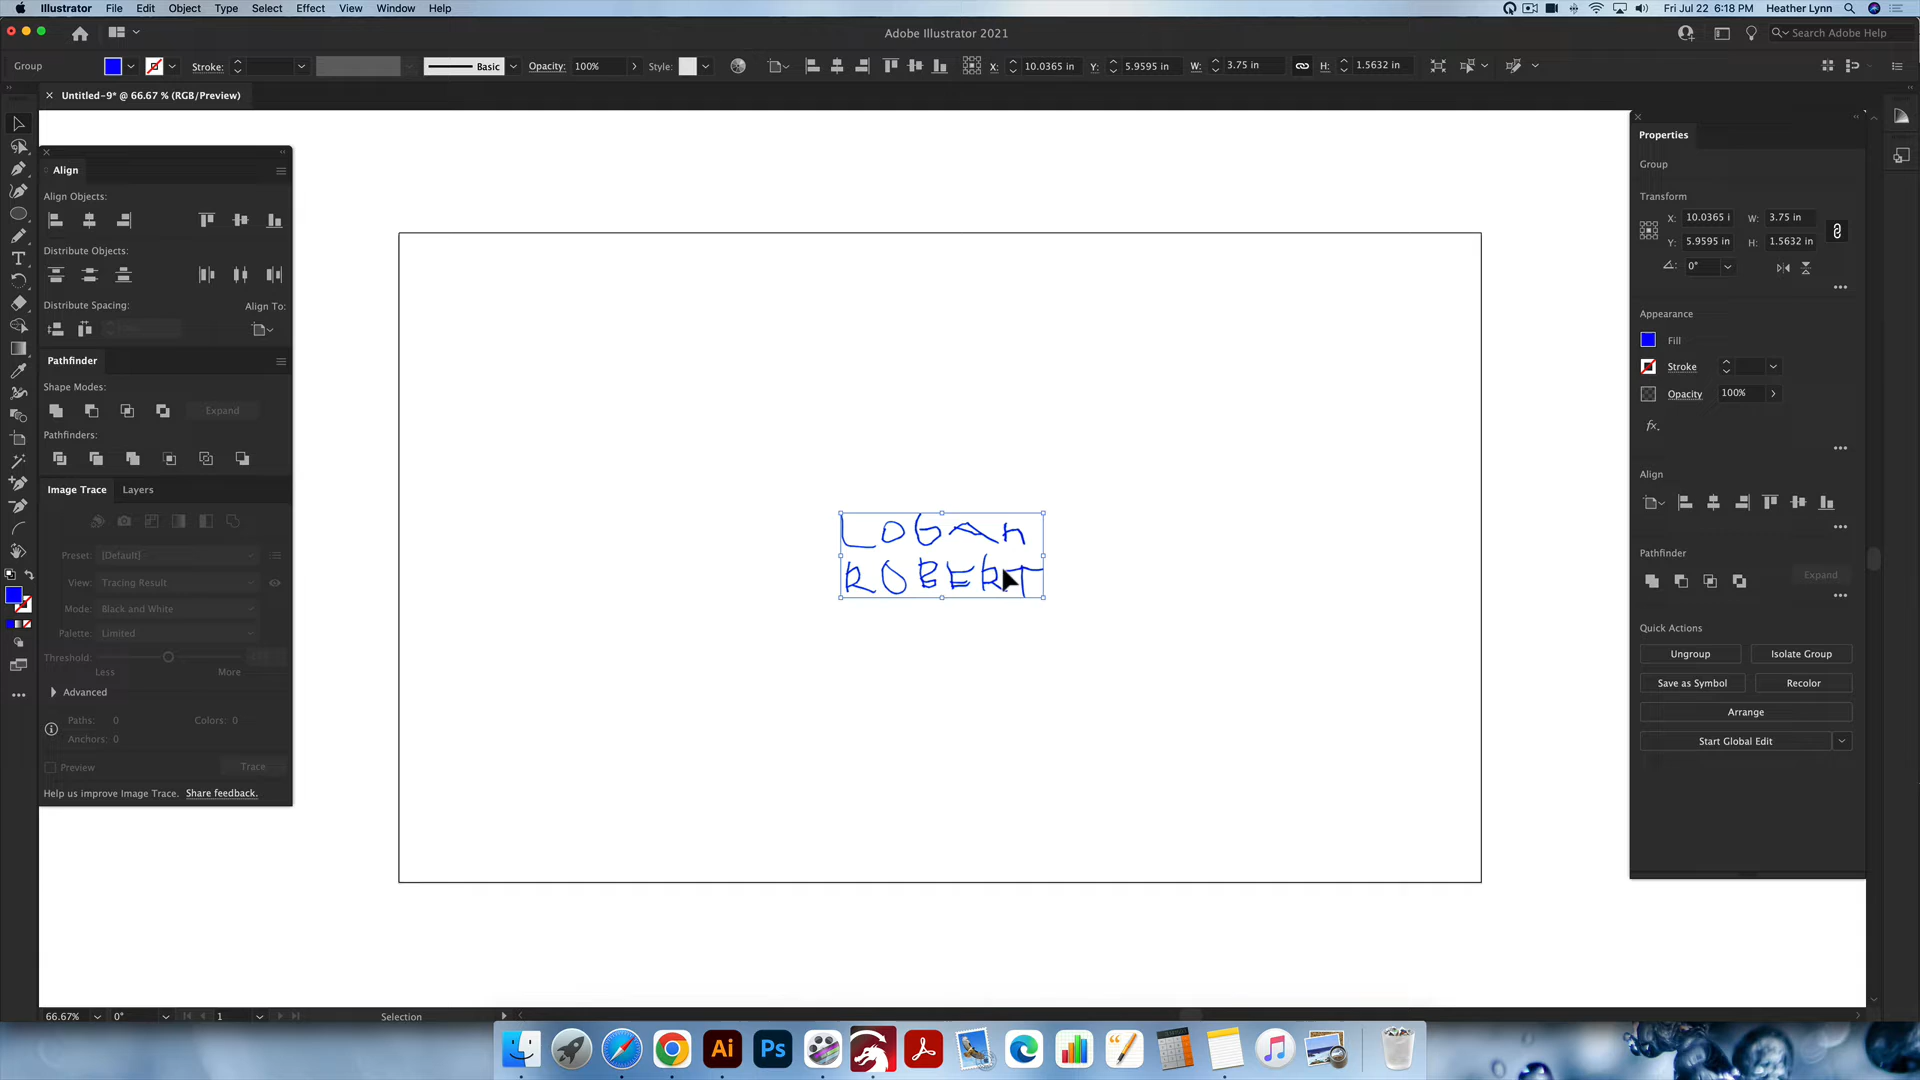 Illustrator File Edit Object Type Select Effect View Window Help Fri Jul 22 6:18 PM Heather Lynn
Adobe Illustrator 2021 Search Adobe Help
Group Stroke: Basic Opacity: 100% Style: X: 10.0365 in Y: 5.9595 in W: 3.75 in H: 1.5632 in
Untitled-9* @ 66.67 % (RGB/Preview)
Align
Align Objects:
Distribute Objects:
Distribute Spacing: Align To:
Pathfinder
Shape Modes:
Expand
Pathfinders:
Image Trace Layers
Preset: [Default]
View: Tracing Result
Mode: Black and White
Palette: Limited
Threshold:
Less More
Advanced
Paths: 0 Colors: 0
Anchors: 0
Preview Trace
Help us improve Image Trace. Share feedback.
LOGAn
ROBERT
Properties
Group
Transform
X: 10.0365 i W: 3.75 in
Y: 5.9595 in H: 1.5632 in
0°
Appearance
Fill
Stroke
Opacity 100%
fx.
Align
Pathfinder
Expand
Quick Actions
Ungroup Isolate Group
Save as Symbol Recolor
Arrange
Start Global Edit
66.67% 0° 1 Selection
Ai Ps